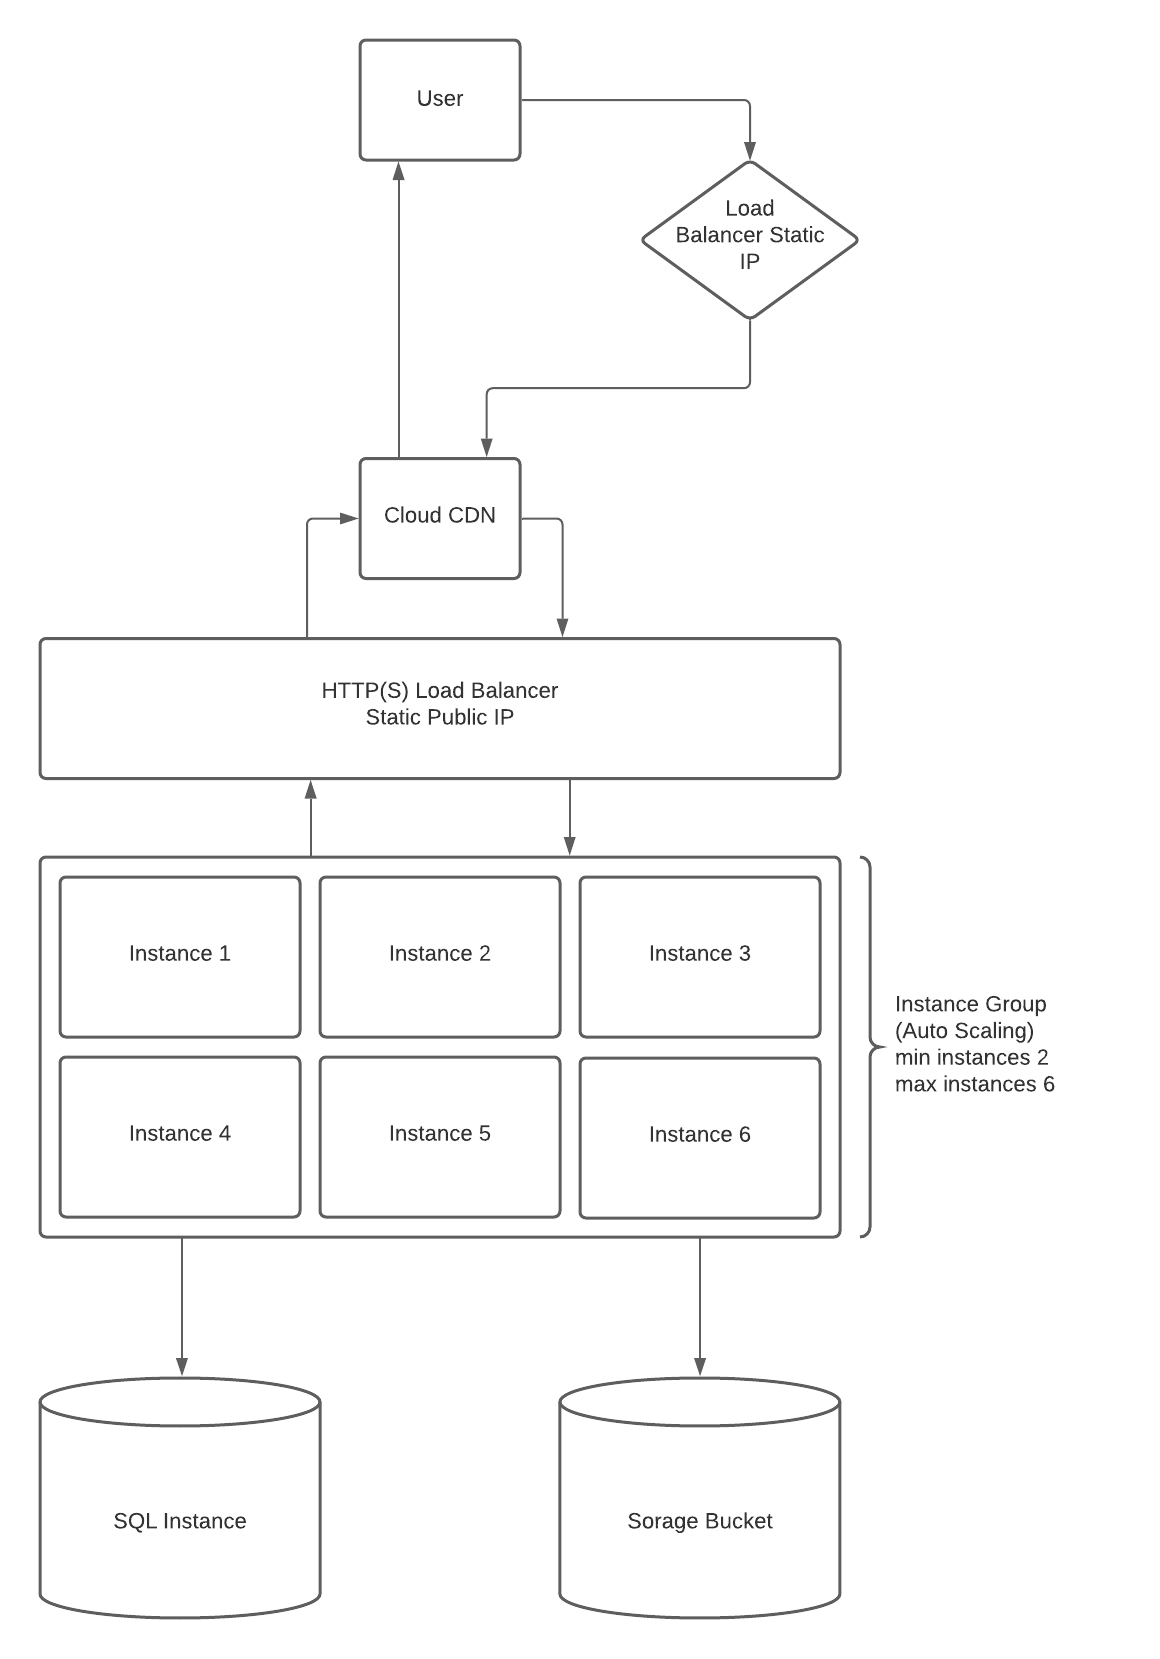 User
Load
Balancer Static
IP
Cloud CDN
HTTP(S) Load Balancer
Static Public IP
Instance 1
Instance 2
Instance 3
Instance 4
Instance 5
Instance 6
Instance Group
(Auto Scaling)
min instances 2
max instances 6
SQL Instance
Sorage Bucket